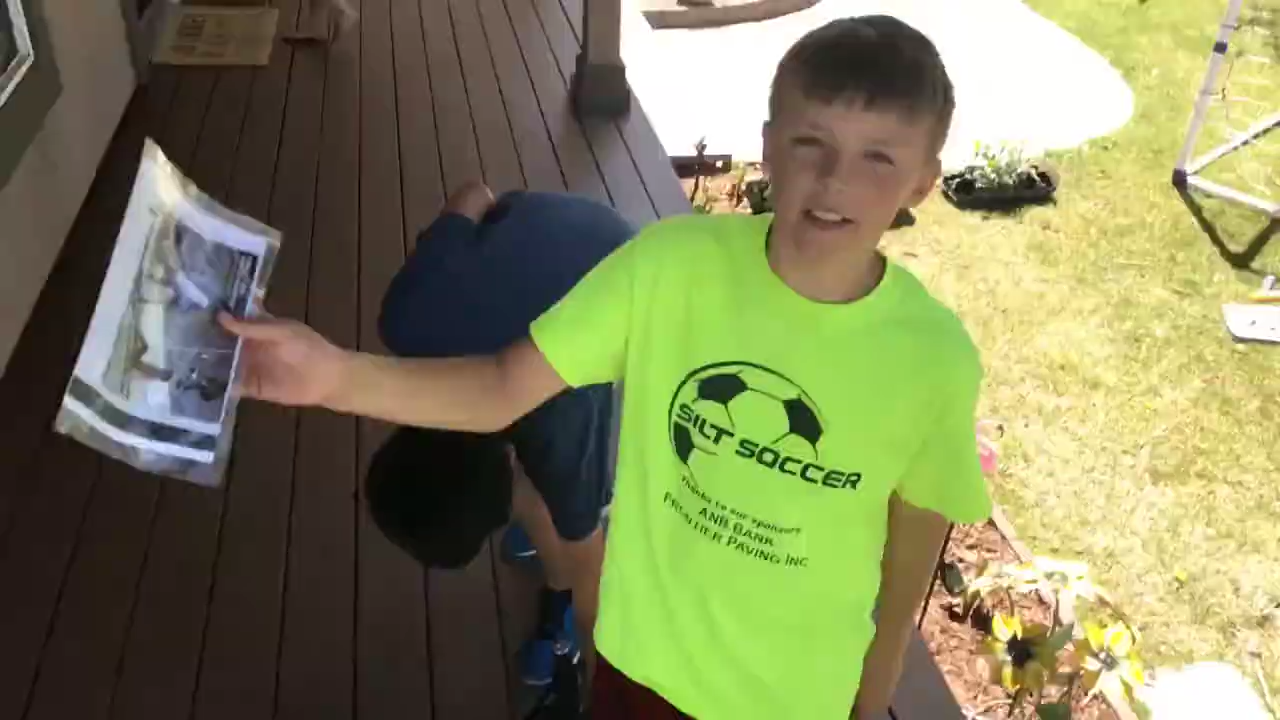 SILT SOCCER
Thanks to our sponsors
ANB BANK
FRONTIER PAVING INC